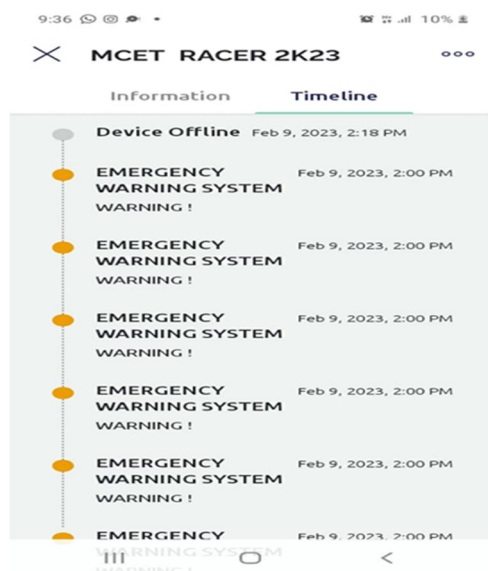 9:36 10%
MCET RACER 2K23
Information Timeline
Device Offline Feb 9, 2023, 2:18 PM
EMERGENCY Feb 9, 2023, 2:00 PM
WARNING SYSTEM
WARNING !
EMERGENCY Feb 9, 2023, 2:00 PM
WARNING SYSTEM
WARNING !
EMERGENCY Feb 9, 2023, 2:00 PM
WARNING SYSTEM
WARNING !
EMERGENCY Feb 9, 2023, 2:00 PM
WARNING SYSTEM
WARNING !
EMERGENCY Feb 9, 2023, 2:00 PM
WARNING SYSTEM
WARNING !
EMERGENCY Feb 9, 2023, 2:00 PM
WARNING SYSTEM